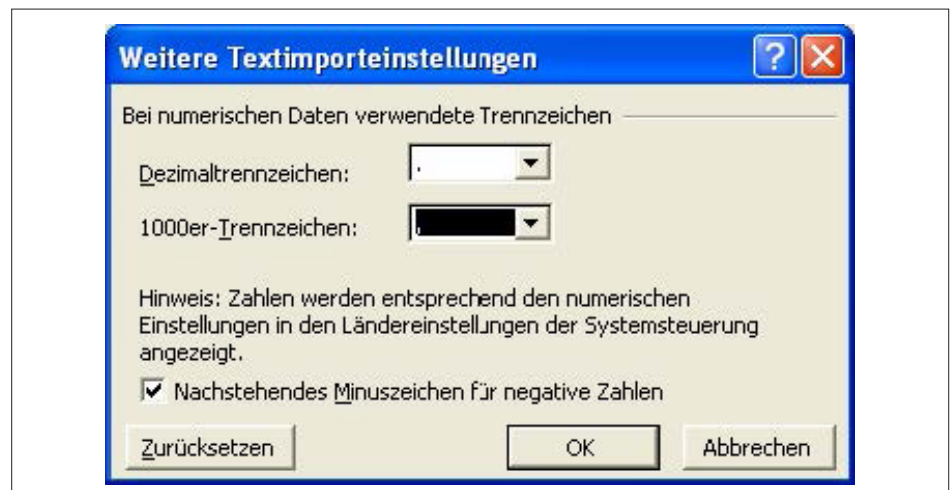 Weitere Textimporteinstellungen
?
Bei numerischen Daten verwendete Trennzeichen
Dezimaltrennzeichen: .
1000er-Trennzeichen: ,
Hinweis: Zahlen werden entsprechend den numerischen
Einstellungen in den Ländereinstellungen der Systemsteuerung
angezeigt.
Nachstehendes Minuszeichen für negative Zahlen
Zurücksetzen OK Abbrechen